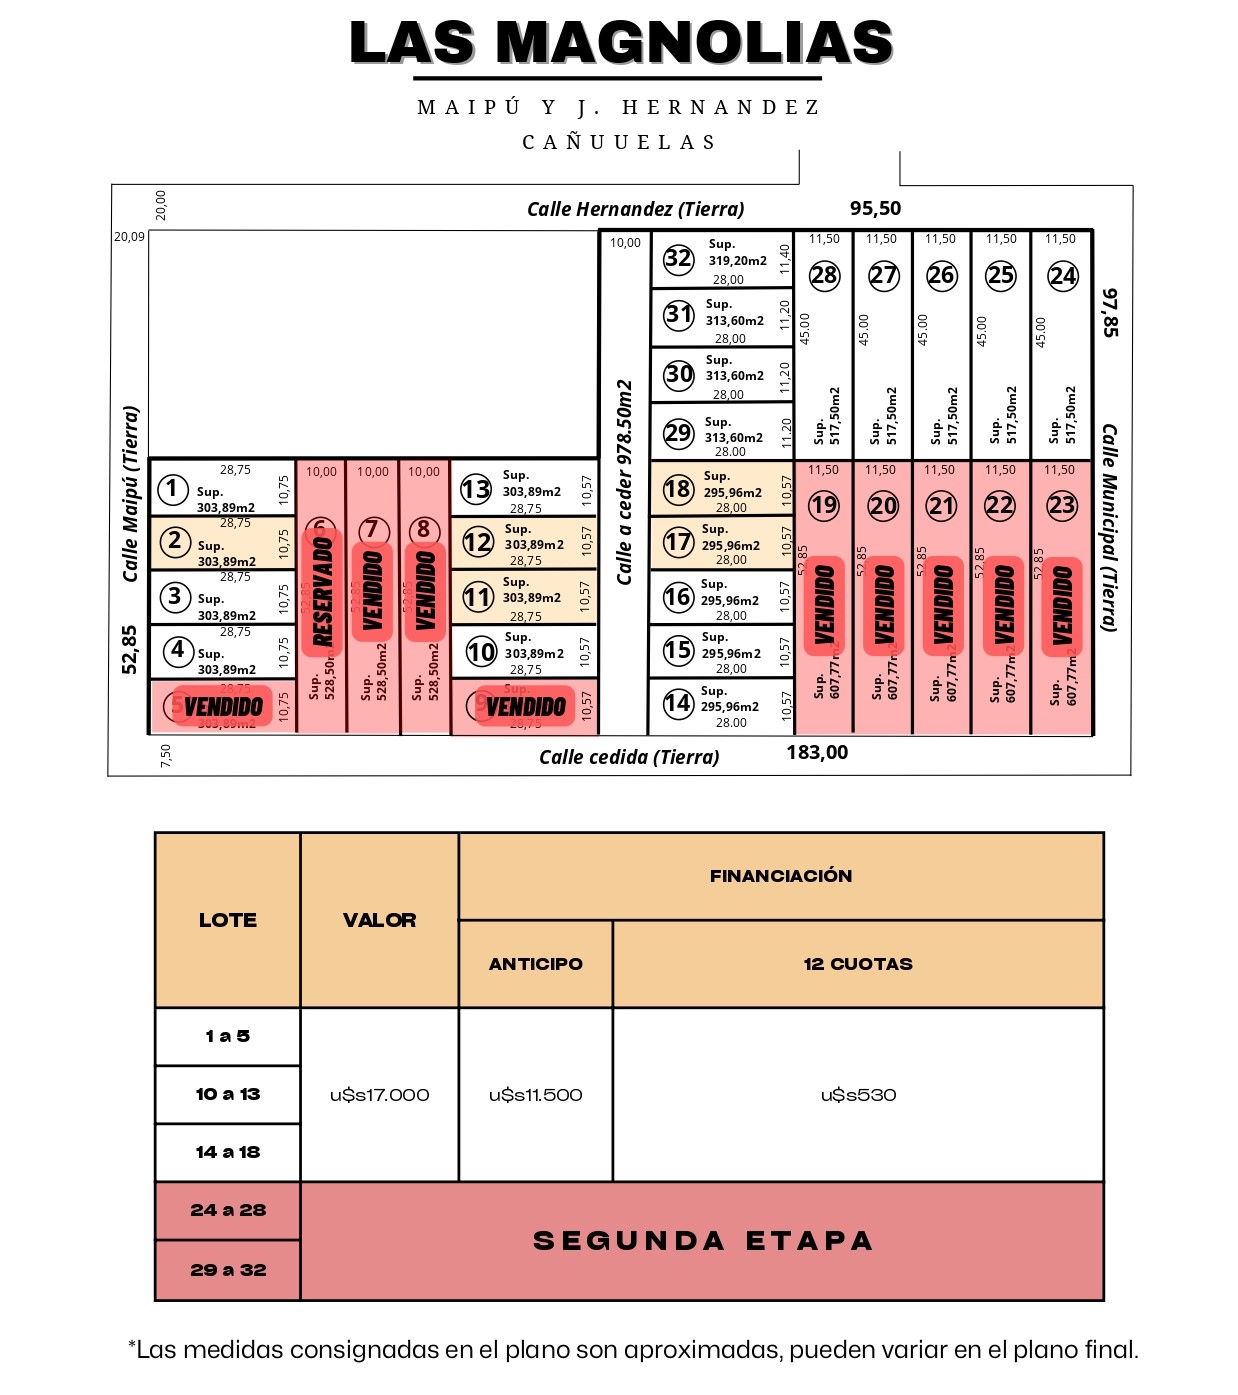 LAS MAGNOLIAS
MAIPÚ Y J. HERNANDEZ
CAÑUUELAS
20,00
Calle Hernandez (Tierra)
95,50
20,09
Calle Maipú (Tierra)
52,85
10,00
Calle a ceder 978.50m2
97,85
Calle Municipal (Tierra)
32
Sup.
319,20m2
28,00
11,40
31
Sup.
313,60m2
28,00
11,20
30
Sup.
313,60m2
28,00
11,20
29
Sup.
313,60m2
28.00
11.20
11,50
28
45.00
Sup.
517,50m2
11,50
27
45.00
Sup.
517,50m2
11,50
26
45.00
Sup.
517,50m2
11,50
25
45.00
Sup.
517,50m2
11,50
24
45.00
Sup.
517,50m2
1
28,75
Sup.
303,89m2
10,75
2
28,75
Sup.
303,89m2
10,75
3
28,75
Sup.
303,89m2
10,75
4
28,75
Sup.
303,89m2
10,75
5
28,75
VENDIDO
303,89m2
10,75
10,00
6
52,85
RESERVADO
Sup.
528,50m2
10,00
7
52,85
VENDIDO
Sup.
528,50m2
10,00
8
52,85
VENDIDO
Sup.
528,50m2
13
Sup.
303,89m2
28,75
10,57
12
Sup.
303,89m2
28,75
10,57
11
Sup.
303,89m2
28,75
10,57
10
Sup.
303,89m2
28,75
10,57
9
Sup.
VENDIDO
28,75
10,57
18
Sup.
295,96m2
28,00
10,57
17
Sup.
295,96m2
28,00
10,57
16
Sup.
295,96m2
28,00
10,57
15
Sup.
295,96m2
28,00
10,57
14
Sup.
295,96m2
28.00
10,57
11,50
19
52,85
VENDIDO
Sup.
607,77m2
11,50
20
52,85
VENDIDO
Sup.
607,77m2
11,50
21
52,85
VENDIDO
Sup.
607,77m2
11,50
22
52,85
VENDIDO
Sup.
607,77m2
11,50
23
52,85
VENDIDO
Sup.
607,77m2
7,50
Calle cedida (Tierra)
183,00
LOTE
VALOR
FINANCIACIÓN
ANTICIPO
12 CUOTAS
1 a 5
10 a 13
14 a 18
u$s17.000
u$s11.500
u$s530
24 a 28
29 a 32
SEGUNDA ETAPA
*Las medidas consignadas en el plano son aproximadas, pueden variar en el plano final.